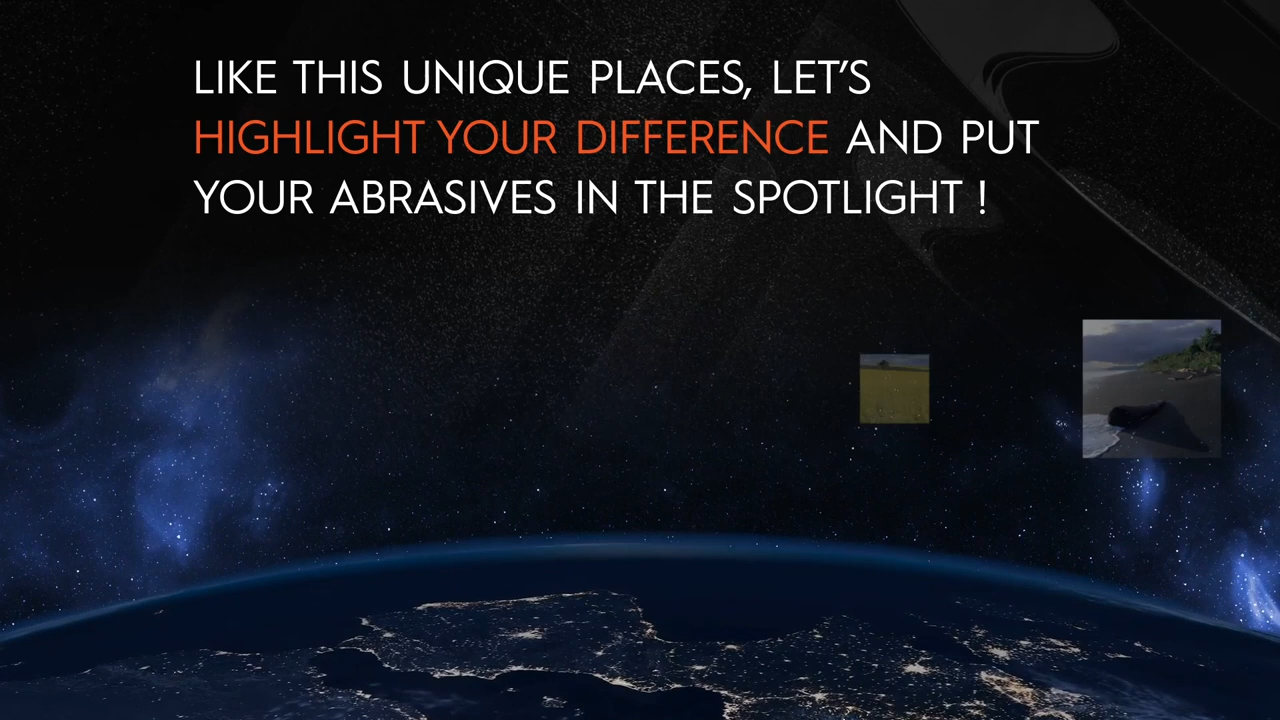 LIKE THIS UNIQUE PLACES, LET'S
HIGHLIGHT YOUR DIFFERENCE AND PUT
YOUR ABRASIVES IN THE SPOTLIGHT !